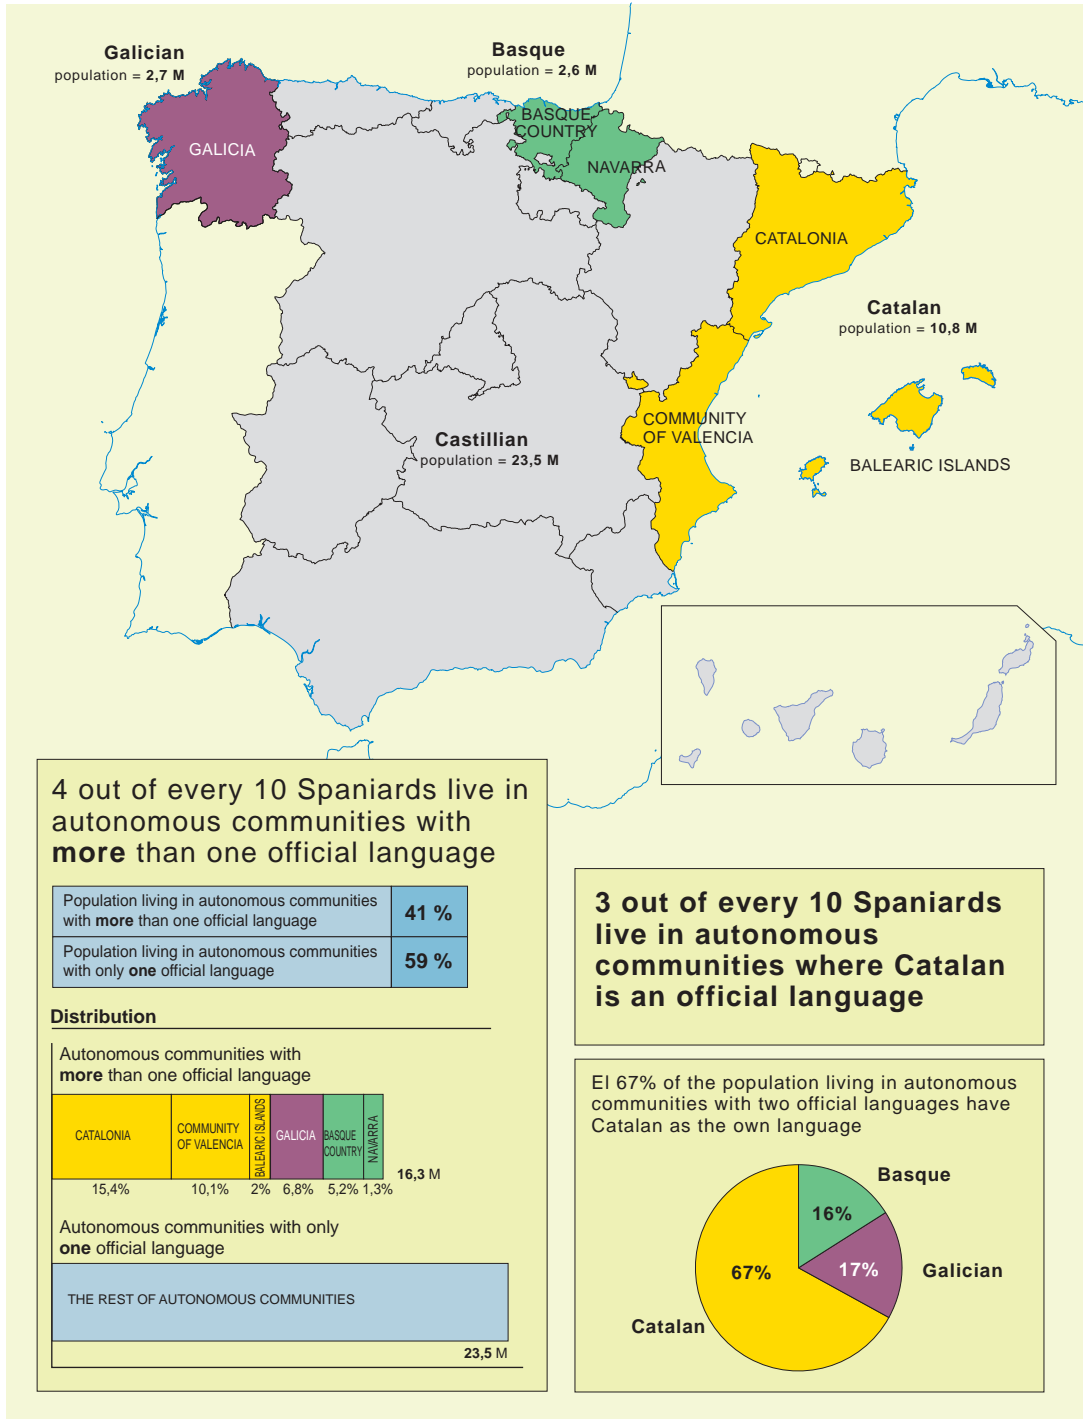 Galician
population = 2,7 M
Basque
population = 2,6 M
GALICIA
BASQUE
COUNTRY
NAVARRA
CATALONIA
Catalan
population = 10,8 M
COMMUNITY
OF VALENCIA
Castillian
population = 23,5 M
BALEARIC ISLANDS
4 out of every 10 Spaniards live in
autonomous communities with
more than one official language
Population living in autonomous communities
with more than one official language
41 %
Population living in autonomous communities
with only one official language
59 %
Distribution
Autonomous communities with
more than one official language
CATALONIA
COMMUNITY
OF VALENCIA
BALEARIC ISLANDS
GALICIA
BASQUE
COUNTRY
NAVARRA
16,3 M
15,4%
10,1%
2%
6,8%
5,2%
1,3%
Autonomous communities with only
one official language
THE REST OF AUTONOMOUS COMMUNITIES
23,5 M
3 out of every 10 Spaniards
live in autonomous
communities where Catalan
is an official language
El 67% of the population living in autonomous
communities with two official languages have
Catalan as the own language
Basque
16%
67%
17%
Galician
Catalan